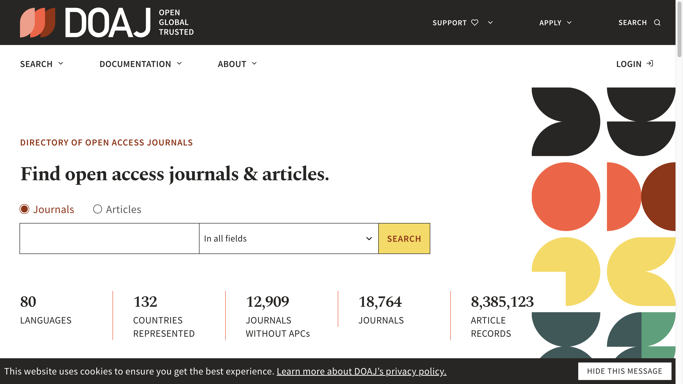 DOAJ
OPEN
GLOBAL
TRUSTED
SUPPORT
APPLY
SEARCH
SEARCH
DOCUMENTATION
ABOUT
LOGIN
DIRECTORY OF OPEN ACCESS JOURNALS
Find open access journals & articles.
Journals
Articles
In all fields
SEARCH
80
LANGUAGES
132
COUNTRIES
REPRESENTED
12,909
JOURNALS
WITHOUT APCs
18,764
JOURNALS
8,385,123
ARTICLE
RECORDS
This website uses cookies to ensure you get the best experience. Learn more about DOAJ's privacy policy.
HIDE THIS MESSAGE